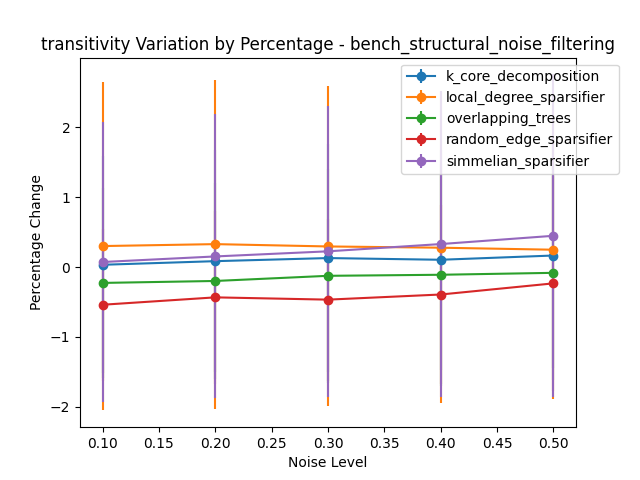 transitivity Variation by Percentage - bench_structural_noise_filtering
k_core_decomposition
local_degree_sparsifier
overlapping_trees
random_edge_sparsifier
simmelian_sparsifier
Percentage Change
2
1
0
−1
−2
0.10 0.15 0.20 0.25 0.30 0.35 0.40 0.45 0.50
Noise Level